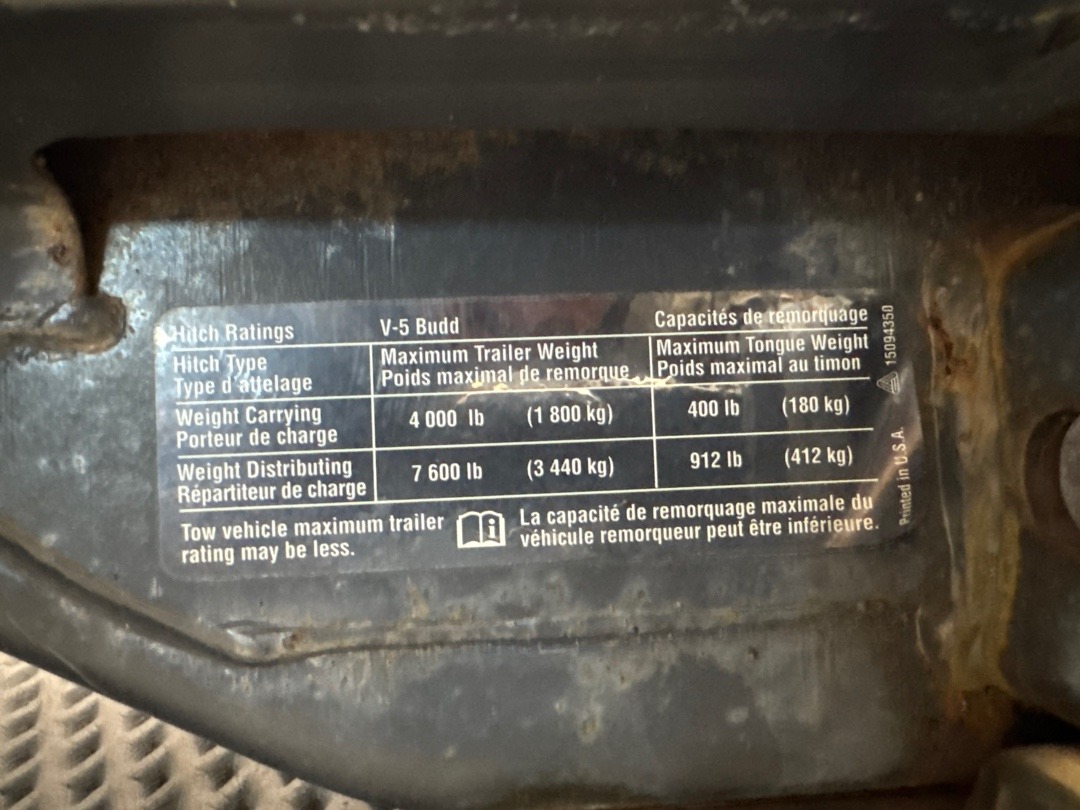 Hitch Ratings V-5 Budd Capacités de remorquage
Hitch Type Maximum Trailer Weight Maximum Tongue Weight
Type d'attelage Poids maximal de remorque Poids maximal au timon
Weight Carrying 4 000 lb (1 800 kg) 400 lb (180 kg)
Porteur de charge
Weight Distributing 7 600 lb (3 440 kg) 912 lb (412 kg)
Répartiteur de charge
Tow vehicle maximum trailer
rating may be less.
La capacité de remorquage maximale du
véhicule remorqueur peut être inférieure.
Printed in U.S.A. 15094350